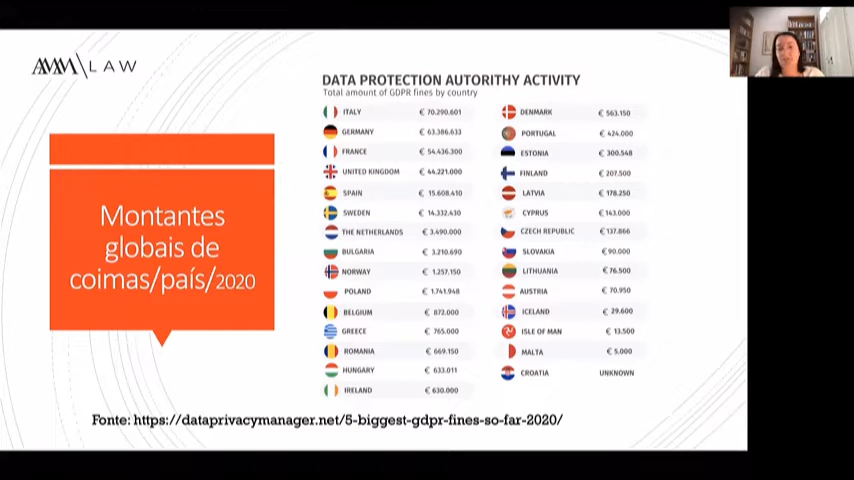 AMM\LAW
DATA PROTECTION AUTORITHY ACTIVITY
Total amount of GDPR fines by country
Montantes
globais de
coimas/país/2020
ITALY € 70.290.601
GERMANY € 63.386.633
FRANCE € 54.436.300
UNITED KINGDOM € 44.221.000
SPAIN € 15.608.410
SWEDEN € 14.332.430
THE NETHERLANDS € 3.490.000
BULGARIA € 3.210.690
NORWAY € 1.257.150
POLAND € 1.741.948
BELGIUM € 872.000
GREECE € 765.000
ROMANIA € 669.150
HUNGARY € 633.011
IRELAND € 630.000
DENMARK € 563.150
PORTUGAL € 424.000
ESTONIA € 300.548
FINLAND € 207.500
LATVIA € 178.250
CYPRUS €143.000
CZECH REPUBLIC €137.866
SLOVAKIA €90.000
LITHUANIA €76.500
AUSTRIA € 70.950
ICELAND € 29.600
ISLE OF MAN € 13.500
MALTA € 5.000
CROATIA UNKNOWN
Fonte: https://dataprivacymanager.net/5-biggest-gdpr-fines-so-far-2020/